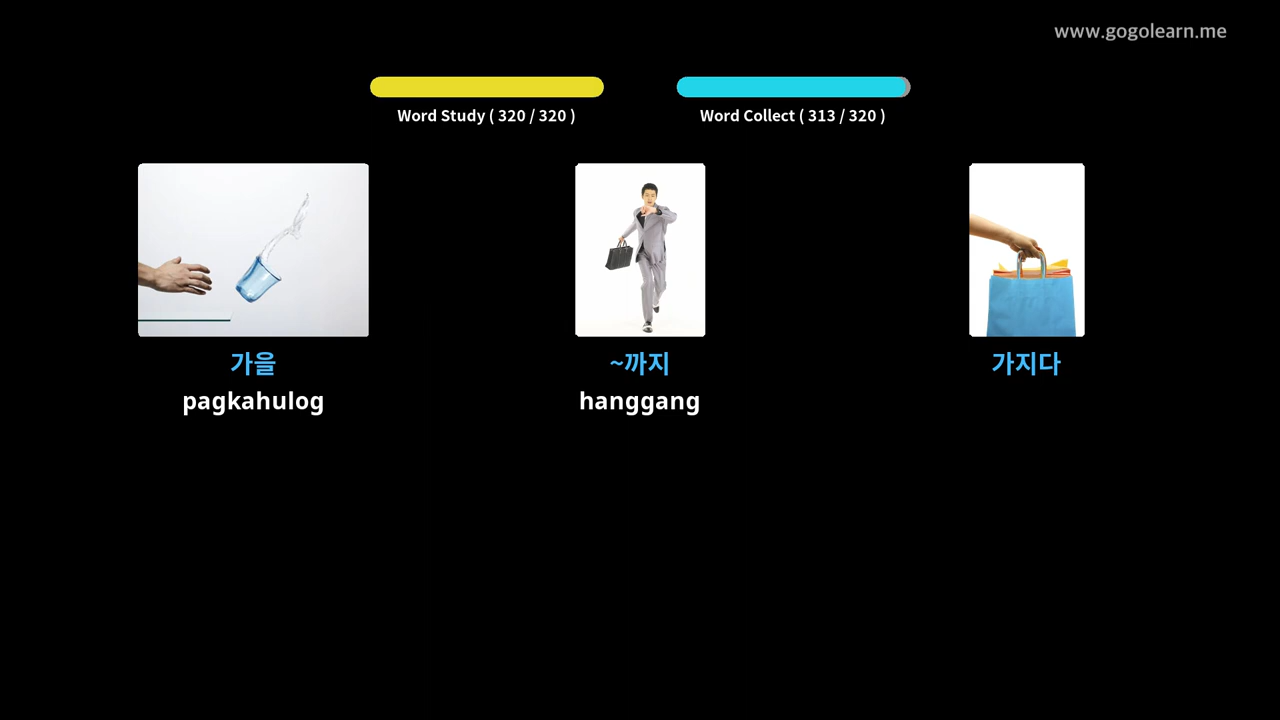 www.gogolearn.me
Word Study ( 320 / 320 )
Word Collect ( 313 / 320 )
가을
pagkahulog
~까지
hanggang
가지다